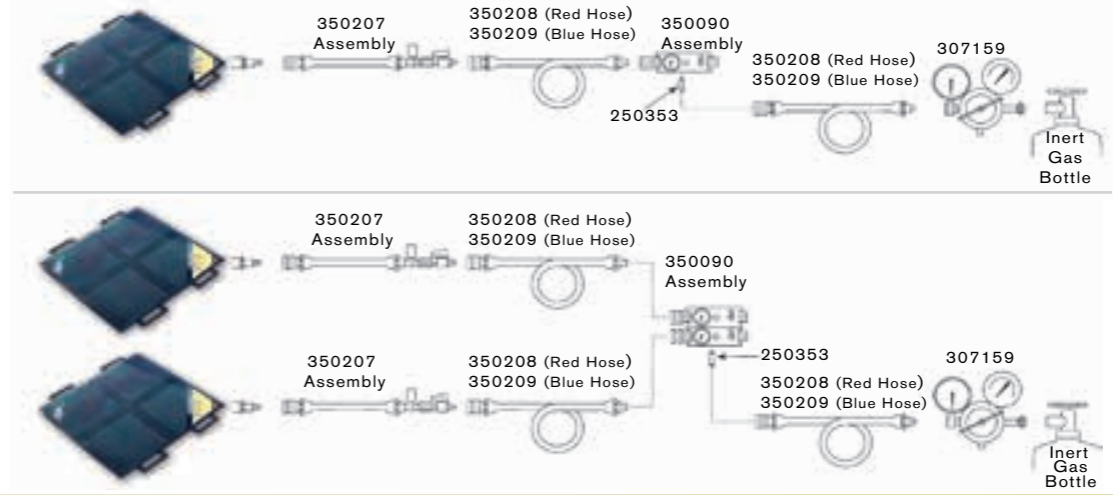 350207
Assembly
350208 (Red Hose)
350209 (Blue Hose)
350090
Assembly
250353
350208 (Red Hose)
350209 (Blue Hose)
307159
Inert
Gas
Bottle
350207
Assembly
350208 (Red Hose)
350209 (Blue Hose)
350090
Assembly
350207
Assembly
350208 (Red Hose)
350209 (Blue Hose)
250353
350208 (Red Hose)
350209 (Blue Hose)
307159
Inert
Gas
Bottle